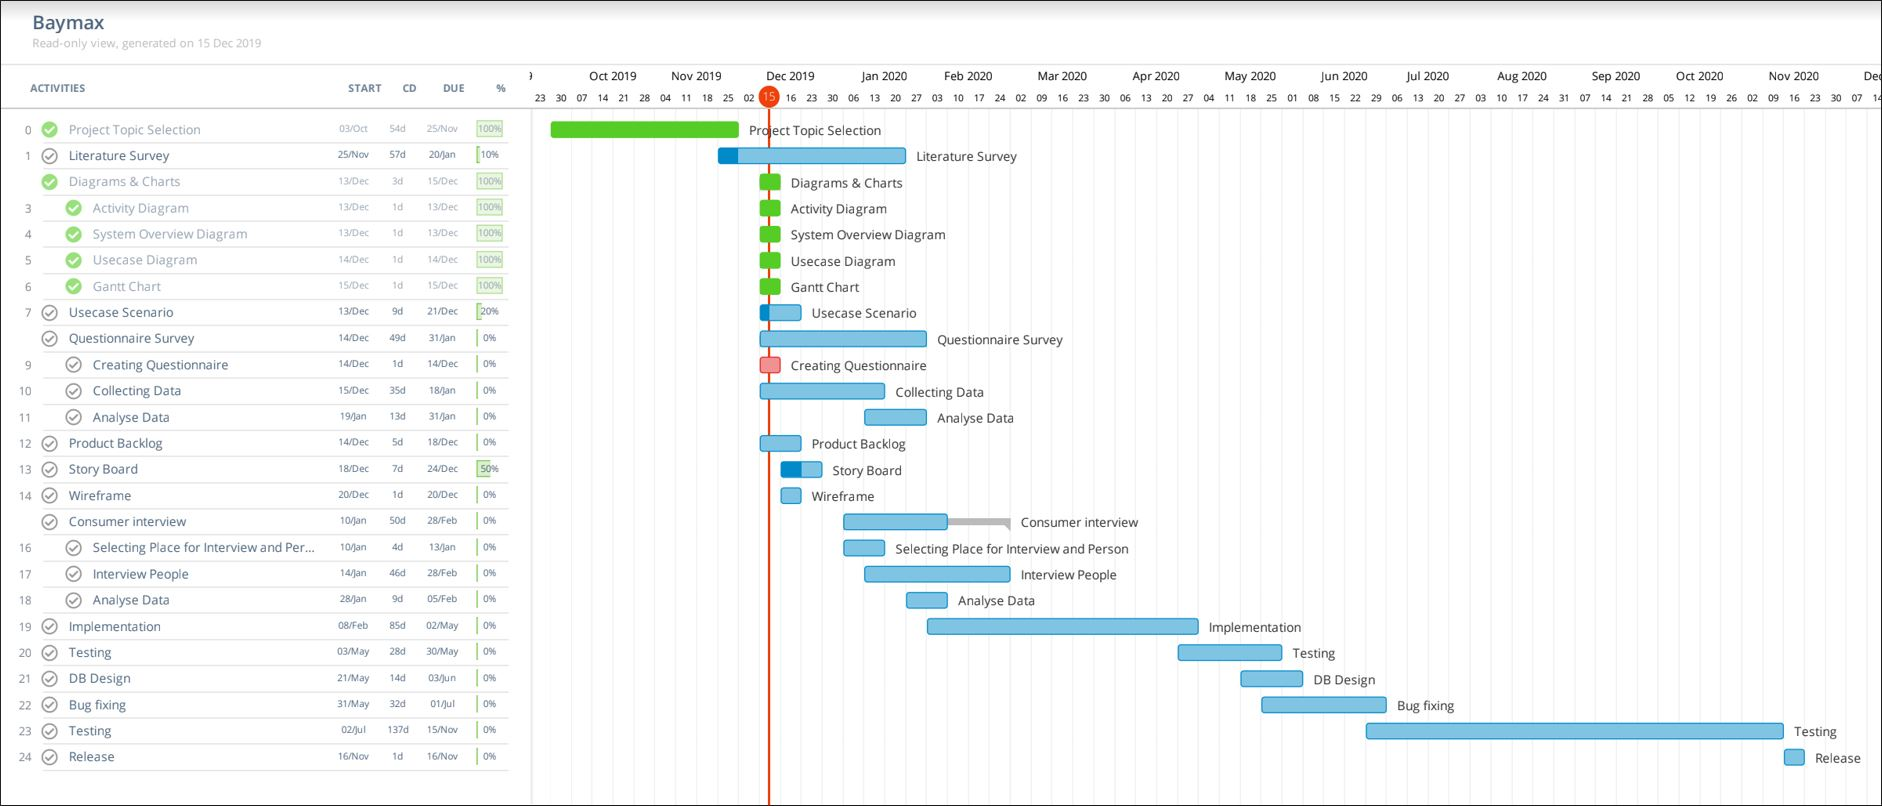 Baymax
Read-only view, generated on 15 Dec 2019
ACTIVITIES START CD DUE %
9 Oct 2019 Nov 2019 Dec 2019 Jan 2020 Feb 2020 Mar 2020 Apr 2020 May 2020 Jun 2020 Jul 2020 Aug 2020 Sep 2020 Oct 2020 Nov 2020 Dec
23 30 07 14 21 28 04 11 18 25 02 15 16 23 30 06 13 20 27 03 10 17 24 02 09 16 23 30 06 13 20 27 04 11 18 25 01 08 15 22 29 06 13 20 27 03 10 17 24 31 07 14 21 28 05 12 19 26 02 09 16 23 30 07 14
0 Project Topic Selection 03/Oct 54d 25/Nov 100% Project Topic Selection
1 Literature Survey 25/Nov 57d 20/Jan 10% Literature Survey
Diagrams & Charts 13/Dec 3d 15/Dec 100% Diagrams & Charts
3 Activity Diagram 13/Dec 1d 13/Dec 100% Activity Diagram
4 System Overview Diagram 13/Dec 1d 13/Dec 100% System Overview Diagram
5 Usecase Diagram 14/Dec 1d 14/Dec 100% Usecase Diagram
6 Gantt Chart 15/Dec 1d 15/Dec 100% Gantt Chart
7 Usecase Scenario 13/Dec 9d 21/Dec 20% Usecase Scenario
Questionnaire Survey 14/Dec 49d 31/Jan 0% Questionnaire Survey
9 Creating Questionnaire 14/Dec 1d 14/Dec 0% Creating Questionnaire
10 Collecting Data 15/Dec 35d 18/Jan 0% Collecting Data
11 Analyse Data 19/Jan 13d 31/Jan 0% Analyse Data
12 Product Backlog 14/Dec 5d 18/Dec 0% Product Backlog
13 Story Board 18/Dec 7d 24/Dec 50% Story Board
14 Wireframe 20/Dec 1d 20/Dec 0% Wireframe
Consumer interview 10/Jan 50d 28/Feb 0% Consumer interview
16 Selecting Place for Interview and Per... 10/Jan 4d 13/Jan 0% Selecting Place for Interview and Person
17 Interview People 14/Jan 46d 28/Feb 0% Interview People
18 Analyse Data 28/Jan 9d 05/Feb 0% Analyse Data
19 Implementation 08/Feb 85d 02/May 0% Implementation
20 Testing 03/May 28d 30/May 0% Testing
21 DB Design 21/May 14d 03/Jun 0% DB Design
22 Bug fixing 31/May 32d 01/Jul 0% Bug fixing
23 Testing 02/Jul 137d 15/Nov 0% Testing
24 Release 16/Nov 1d 16/Nov 0% Release